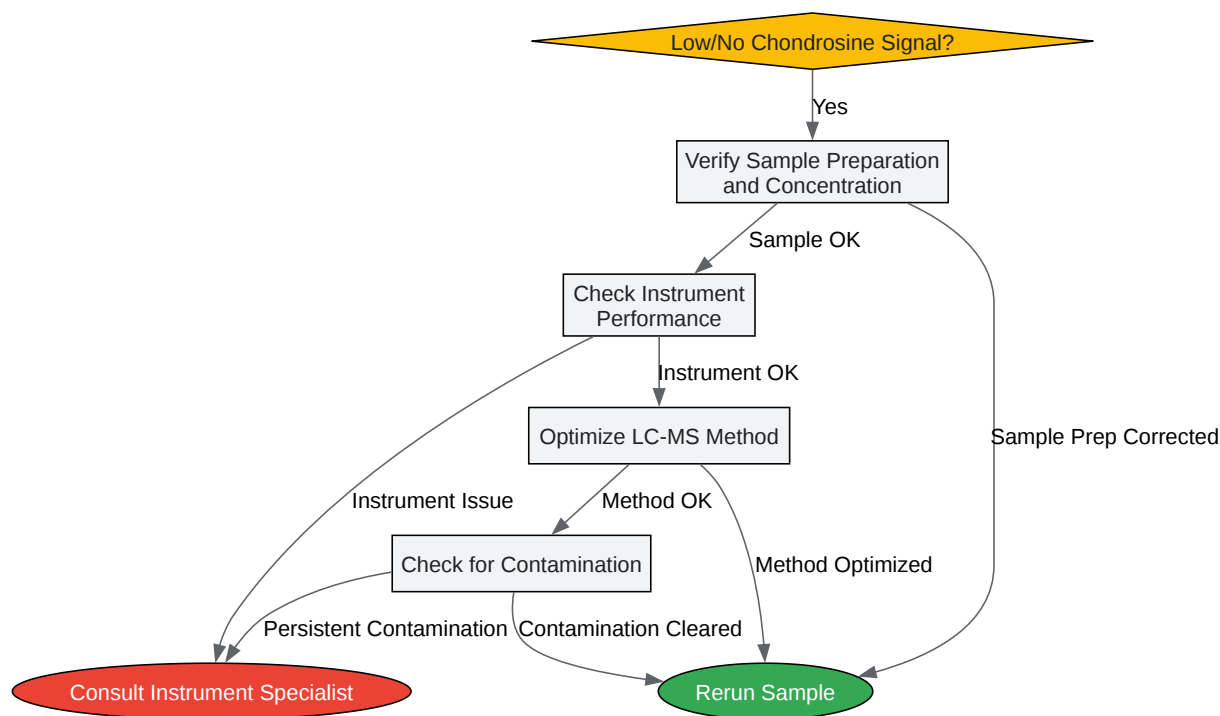 Low/No Chondrosine Signal?
Yes
Verify Sample Preparation
and Concentration
Sample OK
Check Instrument
Performance
Instrument OK
Optimize LC-MS Method
Sample Prep Corrected
Instrument Issue
Method OK
Check for Contamination
Method Optimized
Persistent Contamination
Contamination Cleared
Consult Instrument Specialist
Rerun Sample